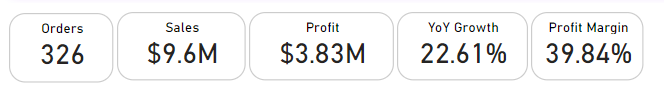 Orders
326
Sales
$9.6M
Profit
$3.83M
YoY Growth
22.61%
Profit Margin
39.84%